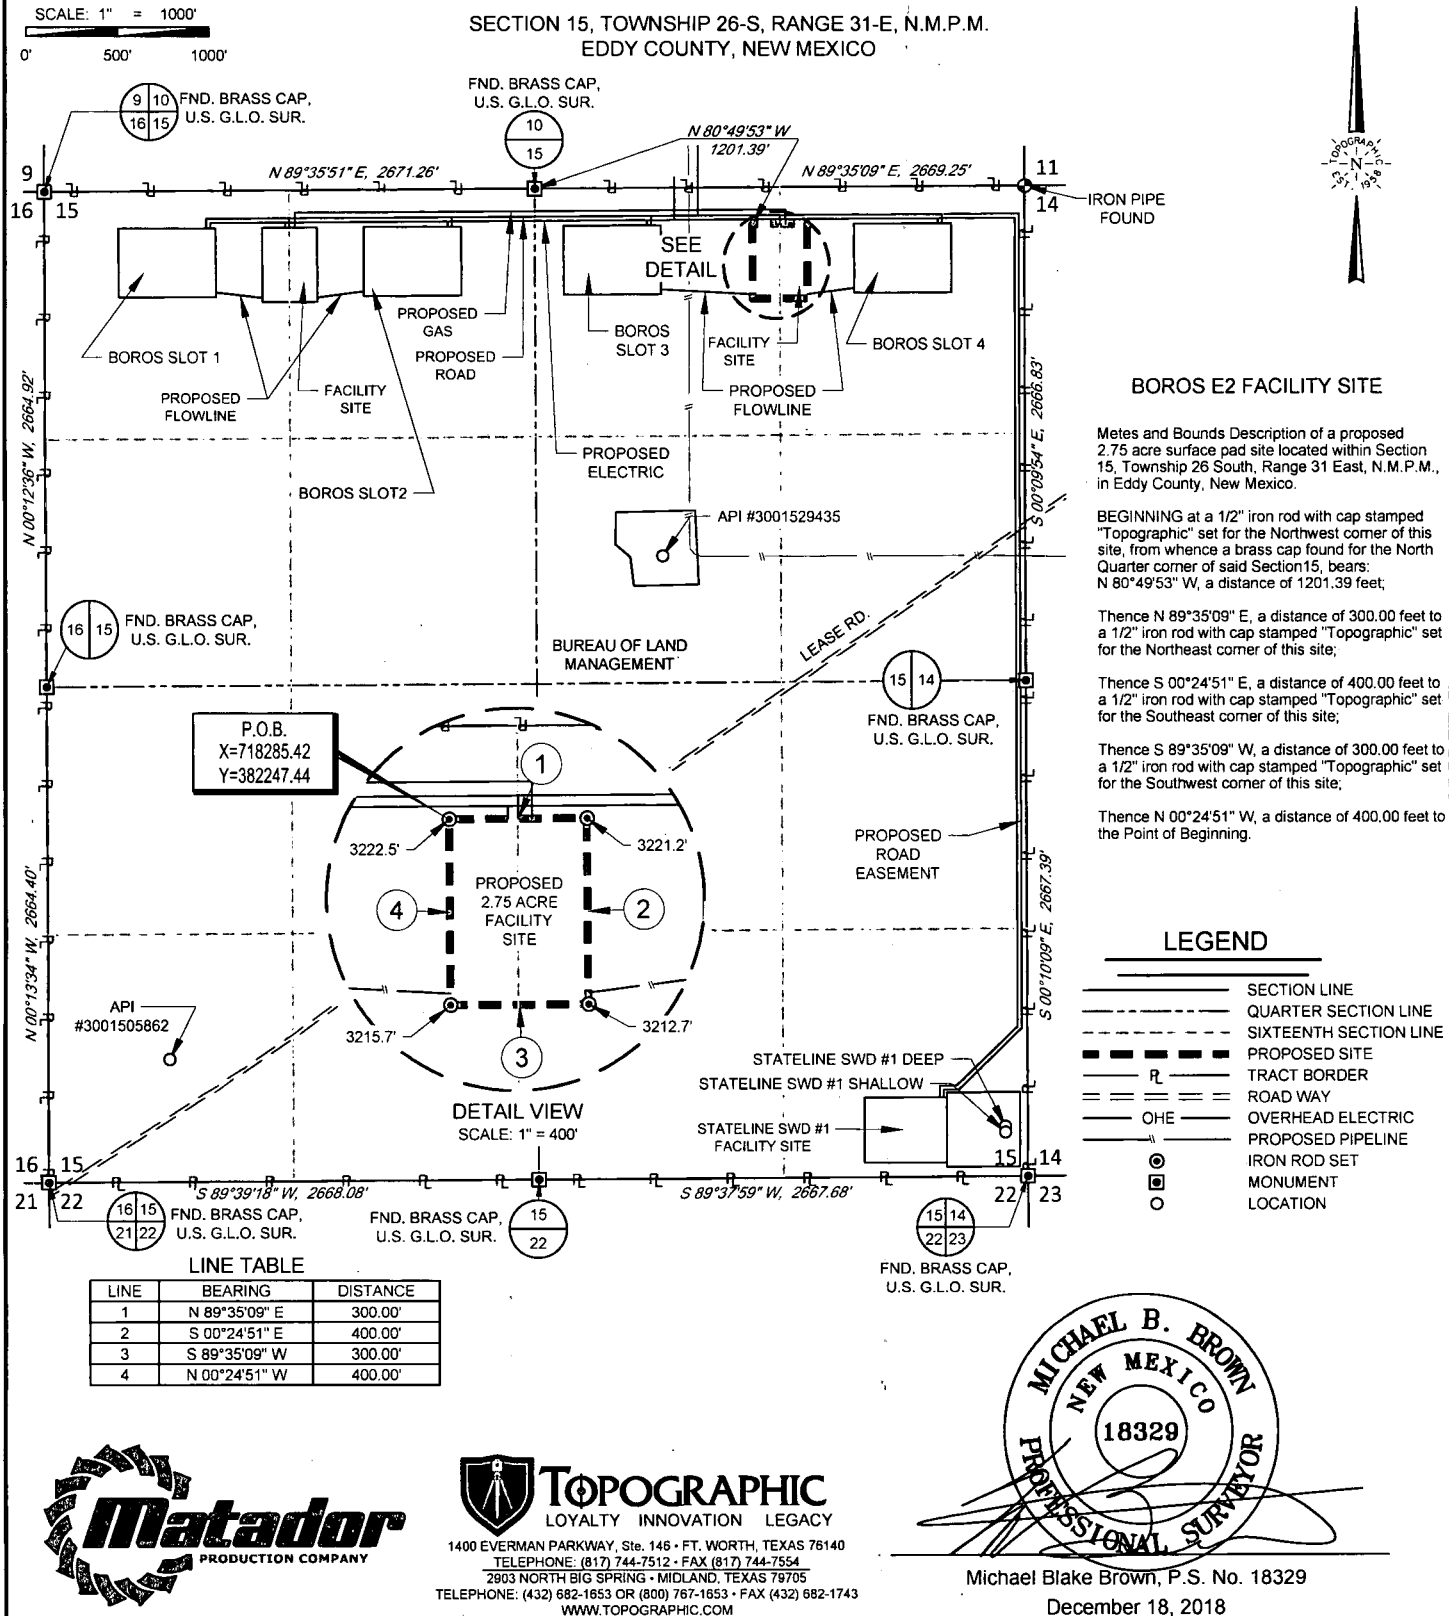 SCALE: 1" = 1000'
0' 500' 1000'
SECTION 15, TOWNSHIP 26-S, RANGE 31-E, N.M.P.M.
EDDY COUNTY, NEW MEXICO
9 10
16 15
FND. BRASS CAP,
U.S. G.L.O. SUR.
FND. BRASS CAP,
U.S. G.L.O. SUR.
10
15
N 80°49'53" W
1201.39'
TOPOGRAPHIC
N
EST. 1958
9
16 15
N 89°35'51" E, 2671.26'
N 89°35'09" E, 2669.25'
11
14
IRON PIPE
FOUND
SEE
DETAIL
PROPOSED
GAS
PROPOSED
ROAD
BOROS
SLOT 3
FACILITY
SITE
BOROS SLOT 4
BOROS SLOT 1
PROPOSED
FLOWLINE
FACILITY
SITE
PROPOSED
FLOWLINE
PROPOSED
ELECTRIC
BOROS SLOT2
N 00°12'36" W, 2664.92'
S 00°09'54" E, 2666.83'
API #3001529435
BOROS E2 FACILITY SITE
Metes and Bounds Description of a proposed
2.75 acre surface pad site located within Section
15, Township 26 South, Range 31 East, N.M.P.M.,
in Eddy County, New Mexico.
BEGINNING at a 1/2" iron rod with cap stamped
"Topographic" set for the Northwest corner of this
site, from whence a brass cap found for the North
Quarter corner of said Section15, bears:
N 80°49'53" W, a distance of 1201.39 feet;
Thence N 89°35'09" E, a distance of 300.00 feet to
a 1/2" iron rod with cap stamped "Topographic" set
for the Northeast corner of this site;
Thence S 00°24'51" E, a distance of 400.00 feet to
a 1/2" iron rod with cap stamped "Topographic" set
for the Southeast corner of this site;
Thence S 89°35'09" W, a distance of 300.00 feet to
a 1/2" iron rod with cap stamped "Topographic" set
for the Southwest corner of this site;
Thence N 00°24'51" W, a distance of 400.00 feet to
the Point of Beginning.
16 15
FND. BRASS CAP,
U.S. G.L.O. SUR.
BUREAU OF LAND
MANAGEMENT
LEASE RD.
15 14
FND. BRASS CAP,
U.S. G.L.O. SUR.
P.O.B.
X=718285.42
Y=382247.44
1
3222.5'
3221.2'
PROPOSED
2.75 ACRE
FACILITY
SITE
4
2
3215.7'
3212.7'
3
DETAIL VIEW
SCALE: 1" = 400'
PROPOSED
ROAD
EASEMENT
N 00°13'34" W, 2664.40'
S 00°10'09" E, 2667.39'
API
#3001505862
STATELINE SWD #1 DEEP
STATELINE SWD #1 SHALLOW
STATELINE SWD #1
FACILITY SITE
LEGEND
SECTION LINE
QUARTER SECTION LINE
SIXTEENTH SECTION LINE
PROPOSED SITE
PL TRACT BORDER
ROAD WAY
OHE OVERHEAD ELECTRIC
PROPOSED PIPELINE
IRON ROD SET
MONUMENT
LOCATION
16 15
21 22
S 89°39'18" W, 2668.08'
S 89°37'59" W, 2667.68'
15 14
22 23
16 15
21 22
FND. BRASS CAP,
U.S. G.L.O. SUR.
FND. BRASS CAP,
U.S. G.L.O. SUR.
15
22
15 14
22 23
FND. BRASS CAP,
U.S. G.L.O. SUR.
LINE TABLE
LINE BEARING DISTANCE
1 N 89°35'09" E 300.00'
2 S 00°24'51" E 400.00'
3 S 89°35'09" W 300.00'
4 N 00°24'51" W 400.00'
Matador
PRODUCTION COMPANY
TOPOGRAPHIC
LOYALTY INNOVATION LEGACY
1400 EVERMAN PARKWAY, Ste. 146 • FT. WORTH, TEXAS 76140
TELEPHONE: (817) 744-7512 • FAX (817) 744-7554
2903 NORTH BIG SPRING • MIDLAND, TEXAS 79705
TELEPHONE: (432) 682-1653 OR (800) 767-1653 • FAX (432) 682-1743
WWW.TOPOGRAPHIC.COM
MICHAEL B. BROWN
NEW MEXICO
18329
PROFESSIONAL SURVEYOR
Michael Blake Brown, P.S. No. 18329
December 18, 2018